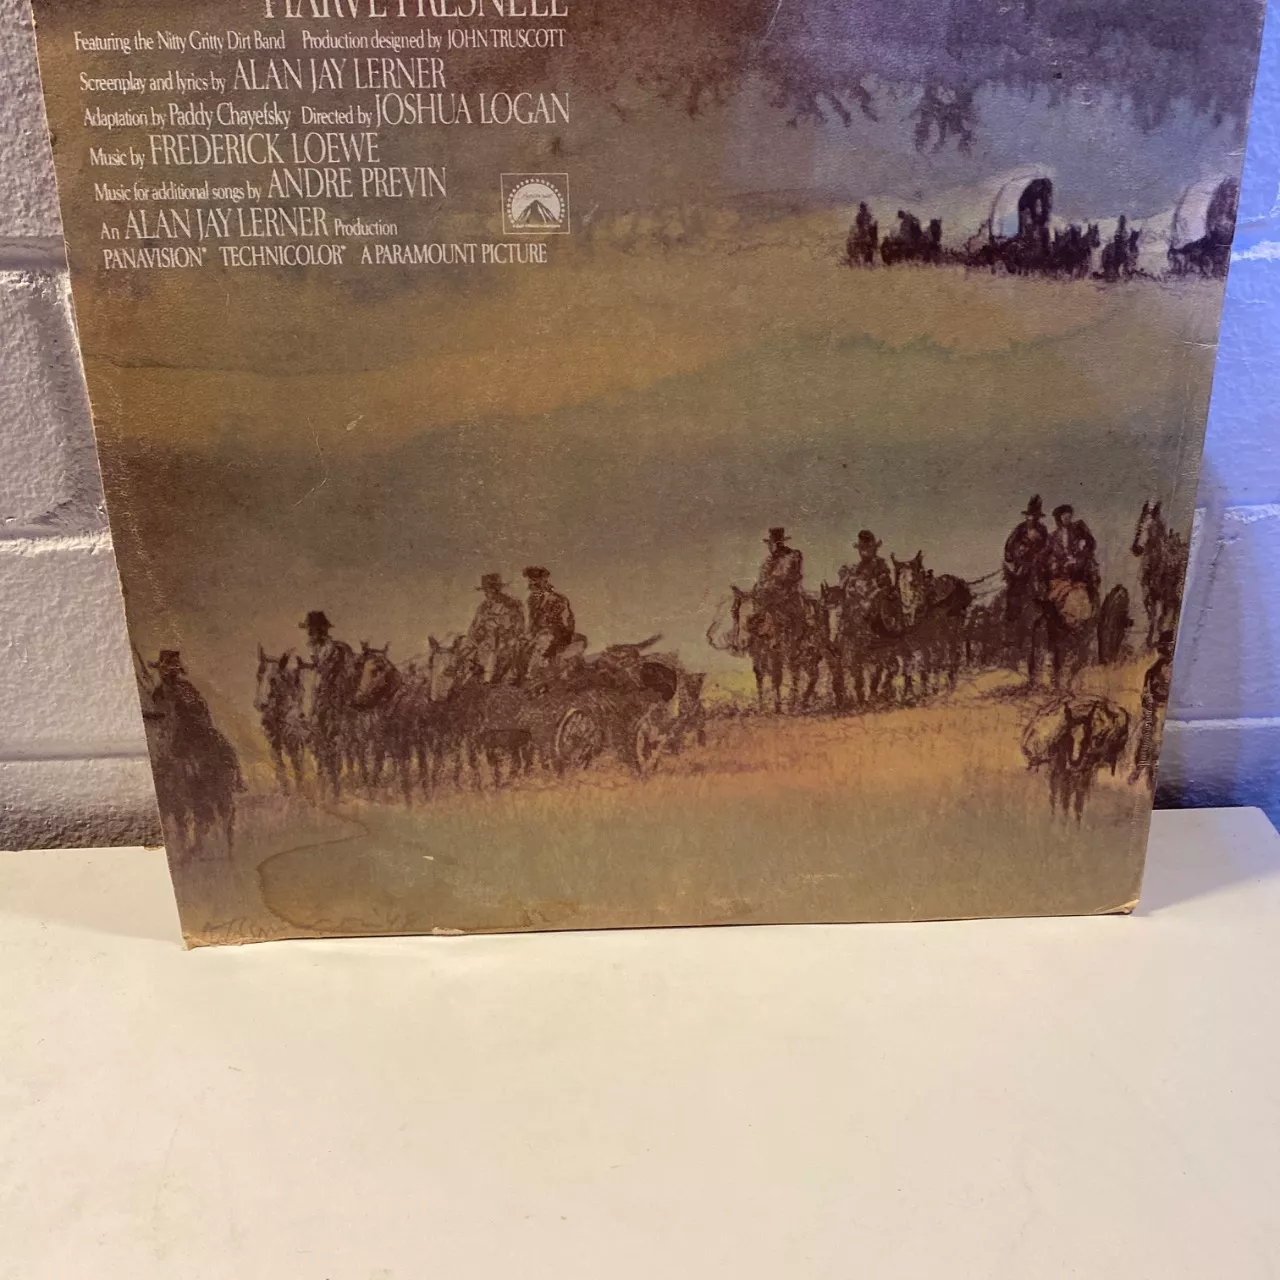 HARVE PRESNELL
Featuring the Nitty Gritty Dirt Band Production designed by JOHN TRUSCOTT
Screenplay and lyrics by ALAN JAY LERNER
Adaptation by Paddy Chayefsky Directed by JOSHUA LOGAN
Music by FREDERICK LOEWE
Music for additional songs by ANDRE PREVIN
An ALAN JAY LERNER Production
PANAVISION® TECHNICOLOR® A PARAMOUNT PICTURE